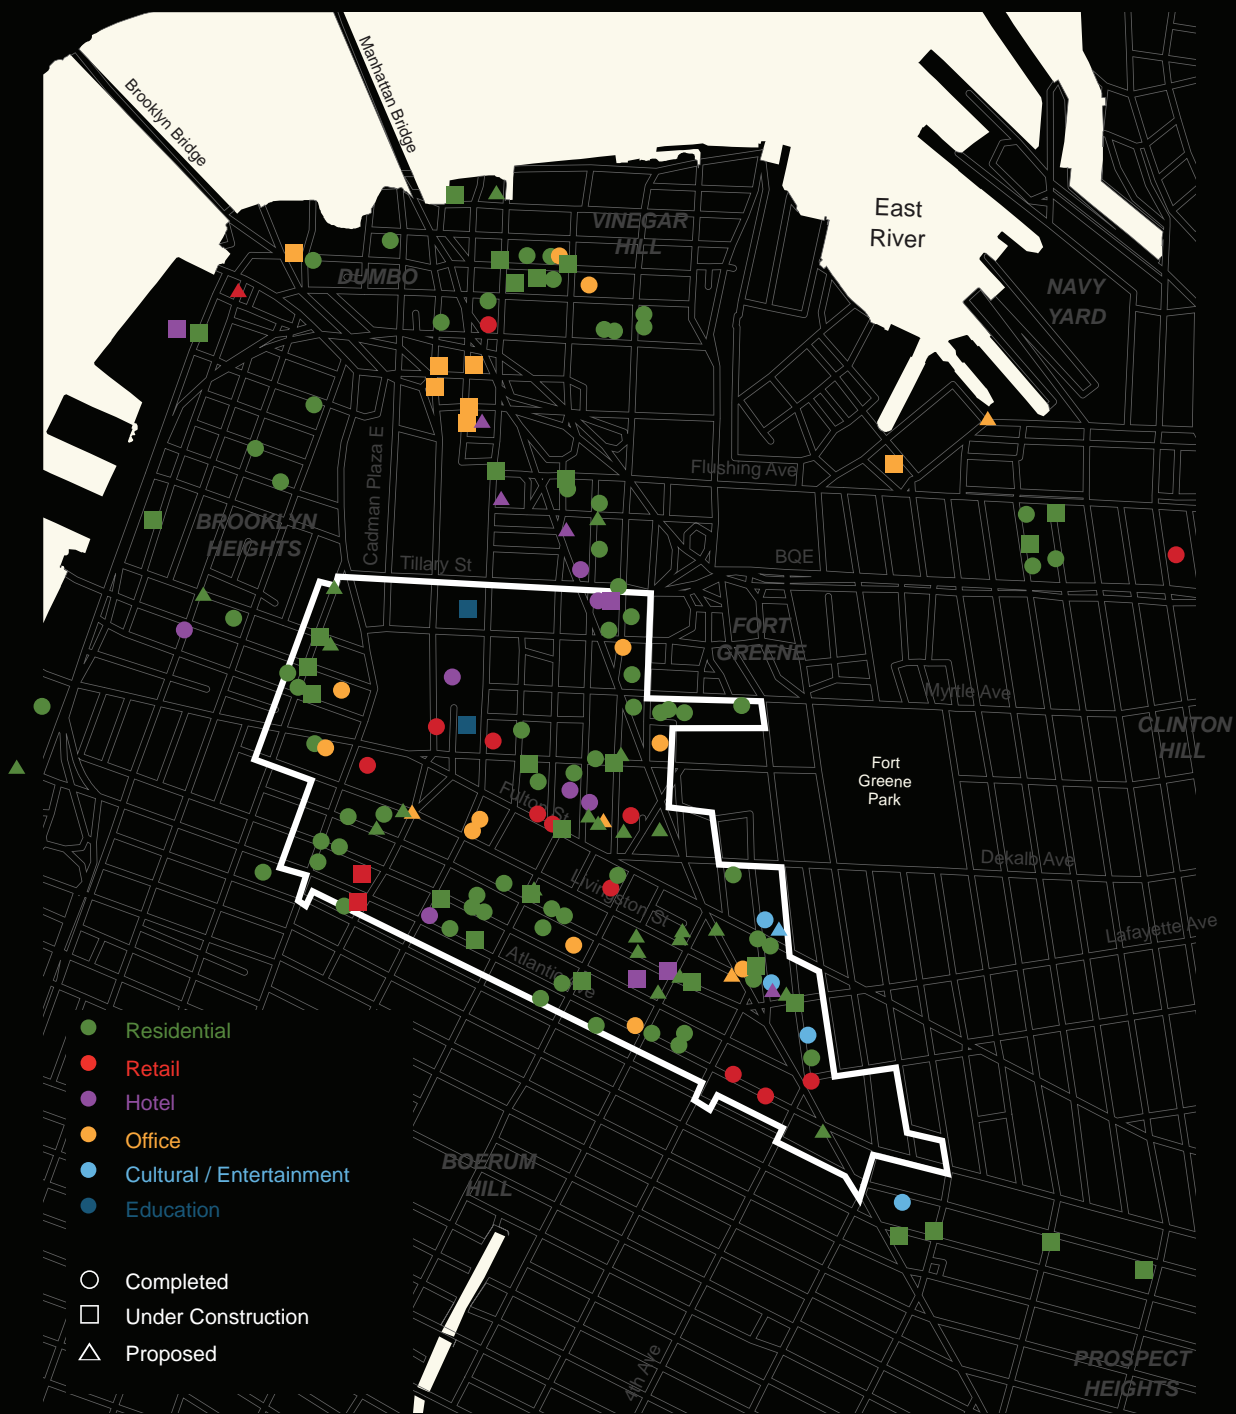 Manhattan Bridge
Brooklyn Bridge
East
River
VINEGAR
HILL
DUMBO
NAVY
YARD
Cadman Plaza E
Flushing Ave
BROOKLYN
HEIGHTS
BQE
Tillary St
FORT
GREENE
Myrtle Ave
CLINTON
HILL
Fort
Greene
Park
Fulton St
Dekalb Ave
Livingston St
Lafayette Ave
Atlantic Ave
Residential
Retail
Hotel
Office
Cultural / Entertainment
Education
BOERUM
HILL
Completed
Under Construction
Proposed
4th Ave
PROSPECT
HEIGHTS